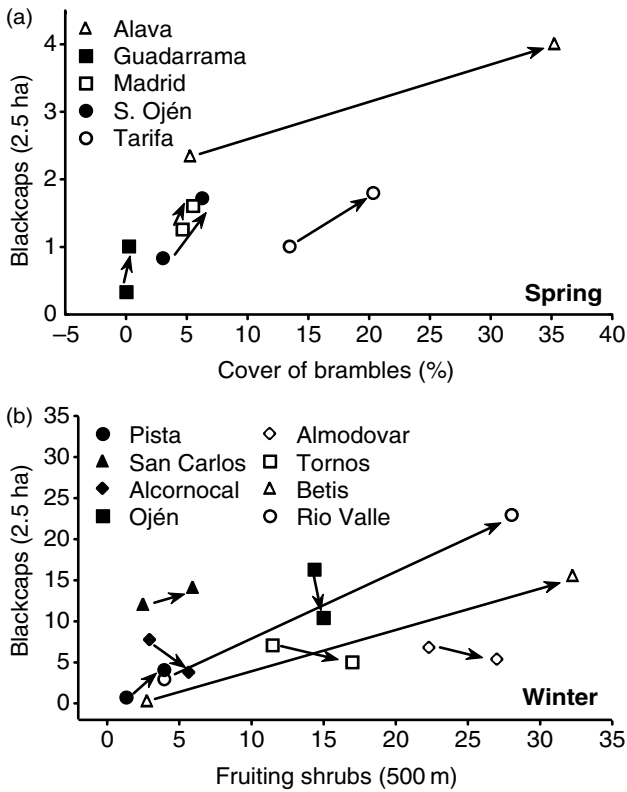 (a)
Alava
Guadarrama
Madrid
S. Ojén
Tarifa
Blackcaps (2.5 ha)
4
3
2
1
0
–5 0 5 10 15 20 25 30 35 40
Spring
Cover of brambles (%)
(b)
Pista Almodovar
San Carlos Tornos
Alcornocal Betis
Ojén Rio Valle
Blackcaps (2.5 ha)
35
30
25
20
15
10
5
0
0 5 10 15 20 25 30 35
Winter
Fruiting shrubs (500 m)